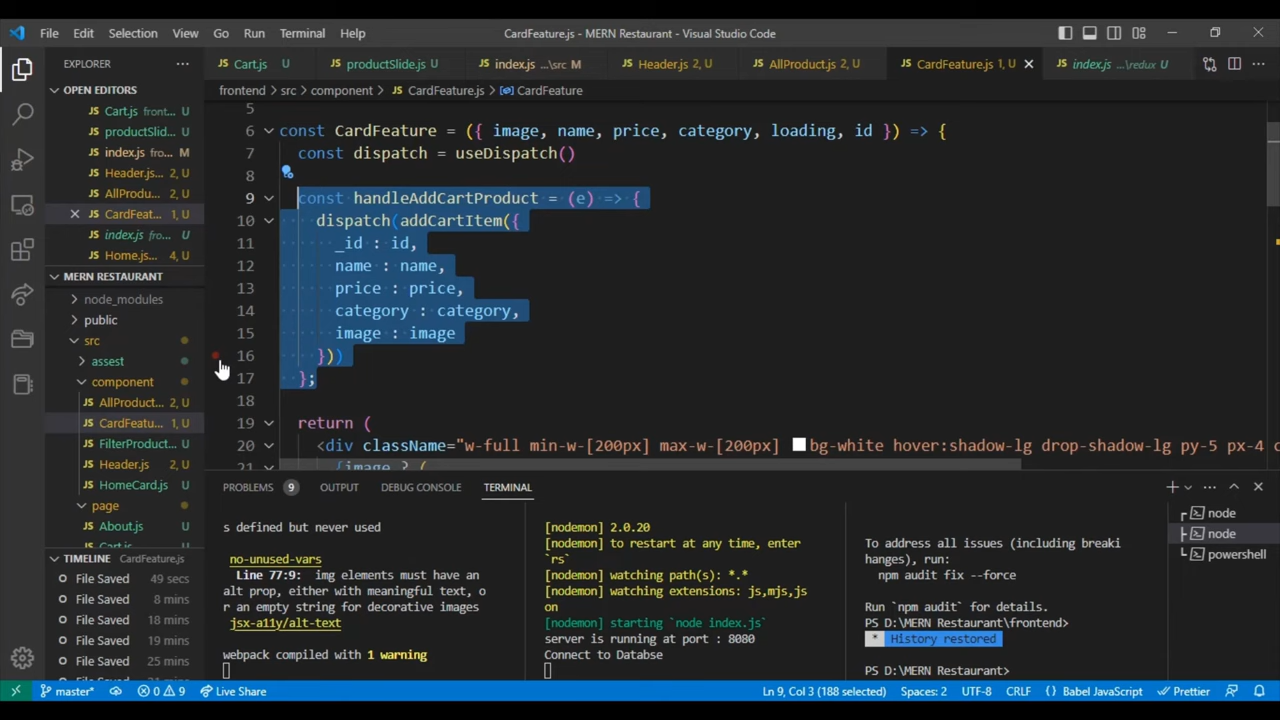 File Edit Selection View Go Run Terminal Help
CardFeature.js - MERN Restaurant - Visual Studio Code
EXPLORER
OPEN EDITORS
JS Cart.js front... U
JS productSlid... U
JS index.js fro... M
JS Header.js ... 2, U
JS AllProdu... 2, U
JS CardFeat... 1, U
JS index.js fro... U
JS Home.js ... 4, U
MERN RESTAURANT
node_modules
public
src
assest
component
JS AllProduct... 2, U
JS CardFeatu... 1, U
JS FilterProduct... U
JS Header.js 2, U
JS HomeCard.js U
page
JS About.js U
JS Cart.js U
TIMELINE CardFeature.js
File Saved 49 secs
File Saved 8 mins
File Saved 18 mins
File Saved 19 mins
File Saved 25 mins
JS Cart.js U
JS productSlide.js U
JS index.js ...\src M
JS Header.js 2, U
JS AllProduct.js 2, U
JS CardFeature.js 1, U
JS index.js ...\redux U
frontend > src > component > JS CardFeature.js > CardFeature
5
6 const CardFeature = ({ image, name, price, category, loading, id }) => {
7 const dispatch = useDispatch()
8
9 const handleAddCartProduct = (e) => {
10 dispatch(addCartItem({
11 _id : id,
12 name : name,
13 price : price,
14 category : category,
15 image : image
16 }))
17 };
18
19 return (
20 <div className="w-full min-w-[200px] max-w-[200px] bg-white hover:shadow-lg drop-shadow-lg py-5 px-4 c
21 {image ? (
PROBLEMS 9 OUTPUT DEBUG CONSOLE TERMINAL
s defined but never used
no-unused-vars
Line 77:9: img elements must have an
alt prop, either with meaningful text, o
r an empty string for decorative images
jsx-a11y/alt-text
webpack compiled with 1 warning
[nodemon] 2.0.20
[nodemon] to restart at any time, enter
`rs`
[nodemon] watching path(s): *.*
[nodemon] watching extensions: js,mjs,js
on
[nodemon] starting `node index.js`
server is running at port : 8080
Connect to Databse
To address all issues (including breaki
hanges), run:
npm audit fix --force
Run `npm audit` for details.
PS D:\MERN Restaurant\frontend>
* History restored
PS D:\MERN Restaurant>
node
node
powershell
master* 0 9 Live Share
Ln 9, Col 3 (188 selected) Spaces: 2 UTF-8 CRLF {} Babel JavaScript Prettier